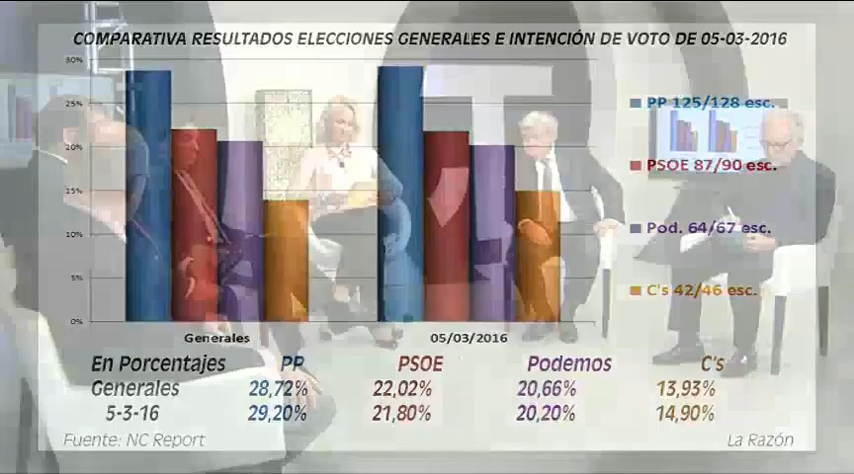 COMPARATIVA RESULTADOS ELECCIONES GENERALES E INTENCIÓN DE VOTO DE 05-03-2016
30%
25%
20%
15%
10%
5%
0%
PP 125/128 esc.
PSOE 87/90 esc.
Pod. 64/67 esc.
C's 42/46 esc.
Generales 05/03/2016
En Porcentajes PP PSOE Podemos C's
Generales 28,72% 22,02% 20,66% 13,93%
5-3-16 29,20% 21,80% 20,20% 14,90%
Fuente: NC Report La Razón